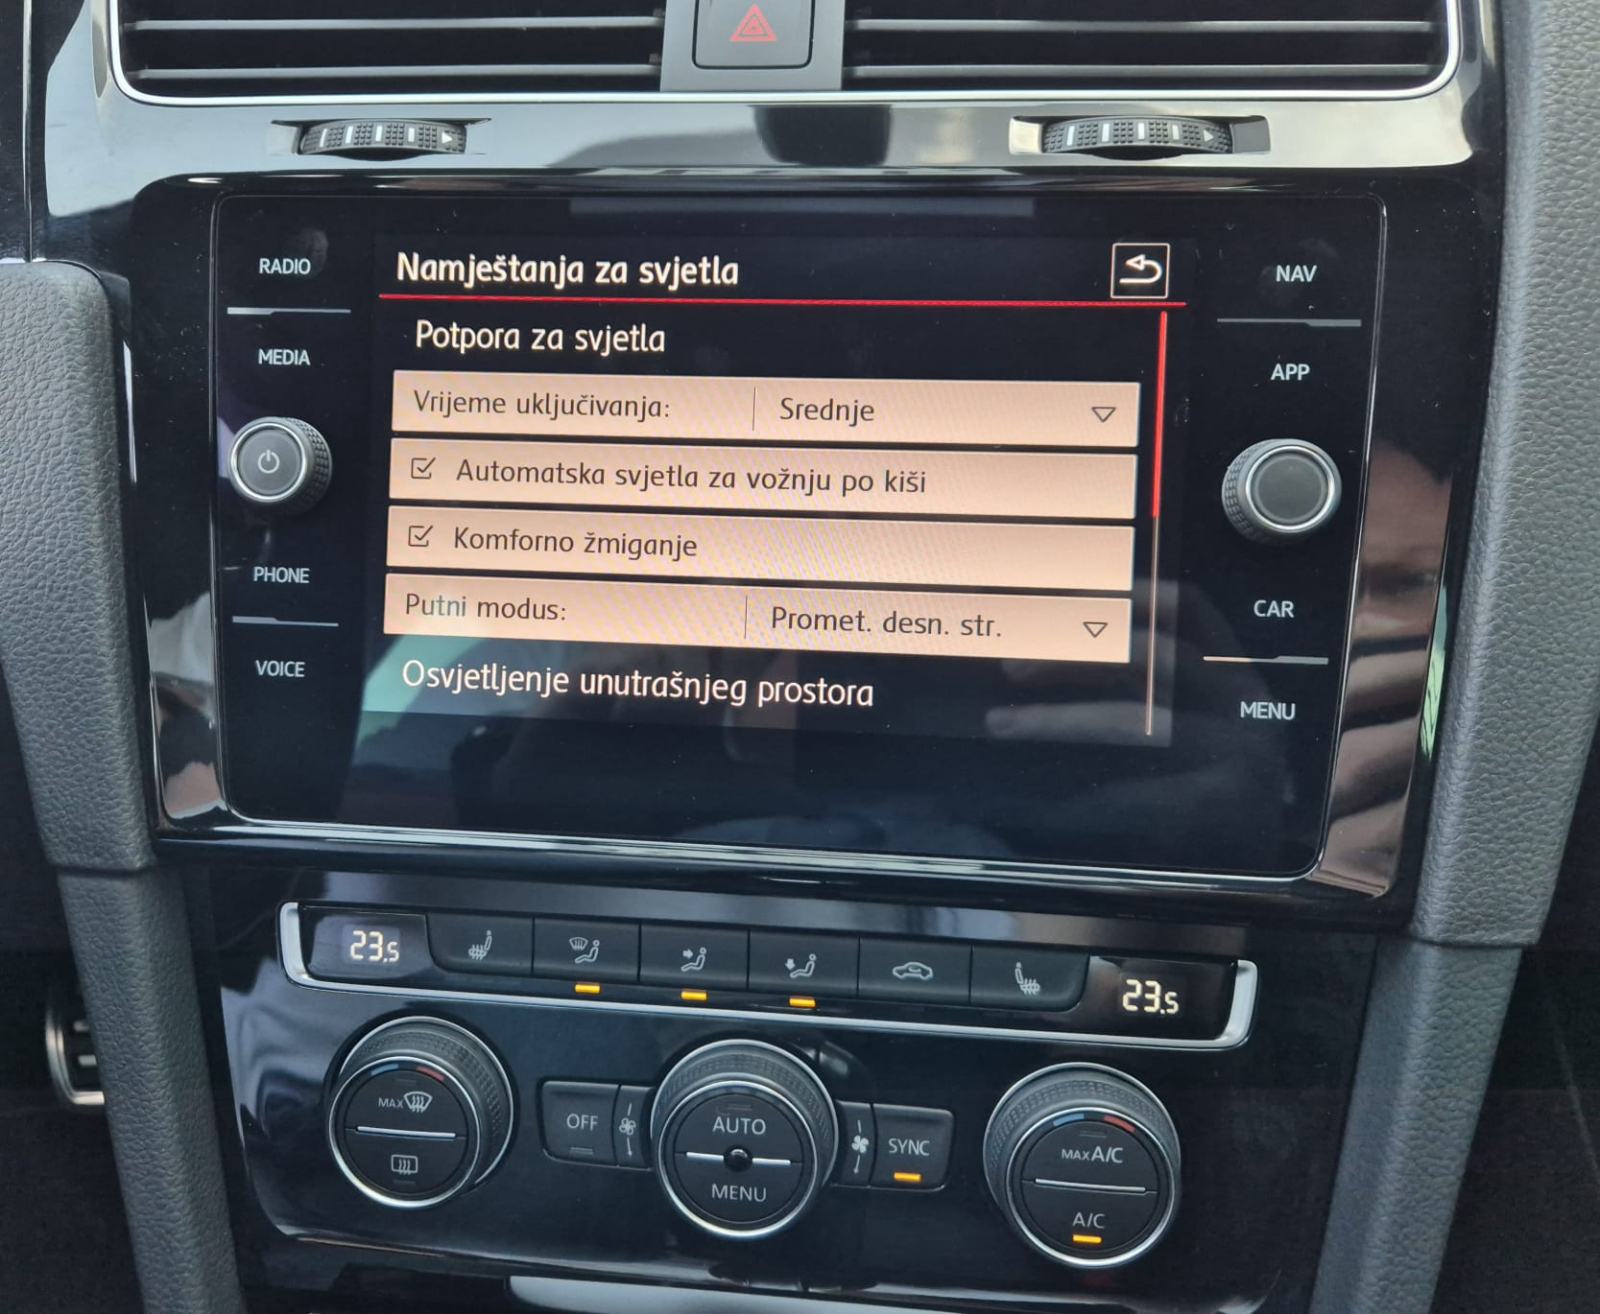 RADIO
MEDIA
PHONE
VOICE
Namještanja za svjetla
Potpora za svjetla
Vrijeme uključivanja: Srednje
Automatska svjetla za vožnju po kiši
Komforno žmiganje
Putni modus: Promet. desn. str.
Osvjetljenje unutrašnjeg prostora
NAV
APP
CAR
MENU
23.5
23.5
MAX
OFF
AUTO
MENU
SYNC
MAX A/C
A/C